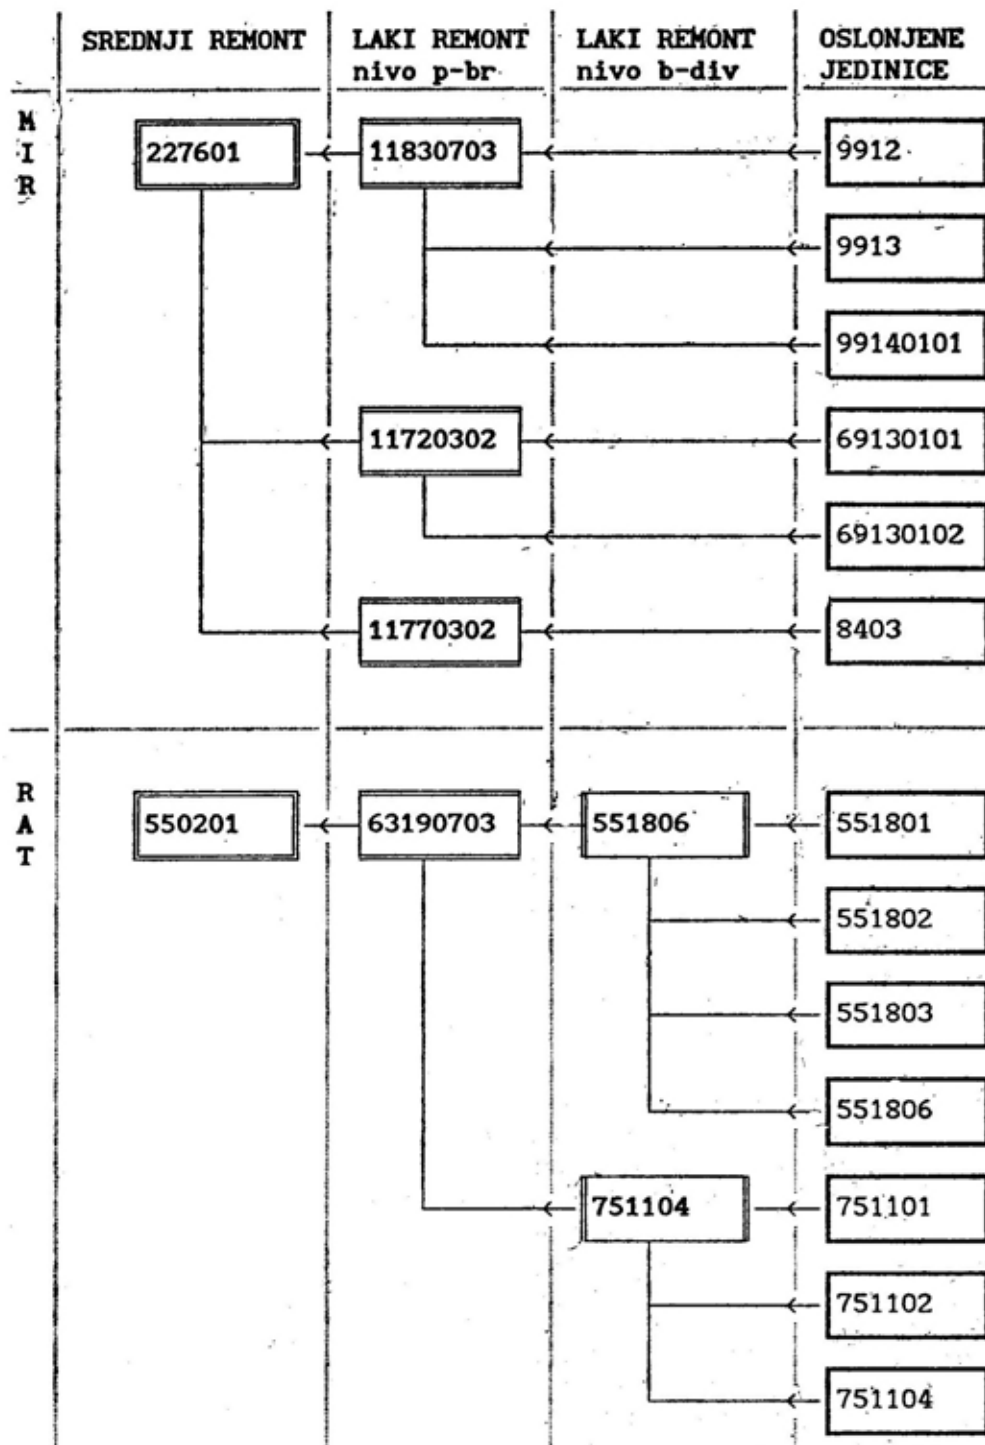 SREDNJI REMONT
LAKI REMONT
nivo p-br
LAKI REMONT
nivo b-div
OSLONJENE
JEDINICE
M
I
R
227601
11830703
9912
9913
99140101
11720302
69130101
69130102
11770302
8403
R
A
T
550201
63190703
551806
551801
551802
551803
551806
751104
751101
751102
751104